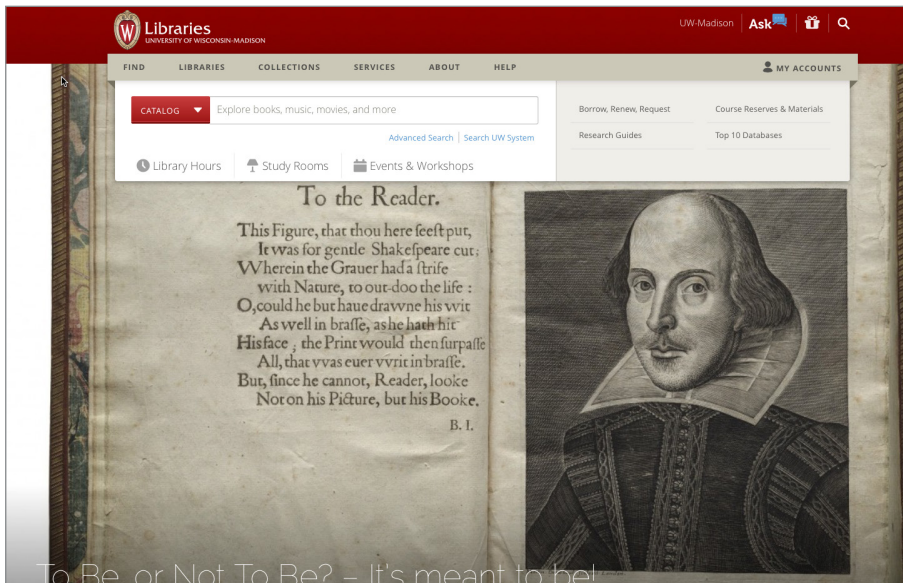 Libraries
UNIVERSITY OF WISCONSIN-MADISON
UW-Madison
Ask
FIND LIBRARIES COLLECTIONS SERVICES ABOUT HELP MY ACCOUNTS
CATALOG Explore books, music, movies, and more
Advanced Search | Search UW System
Library Hours Study Rooms Events & Workshops
Borrow, Renew, Request Course Reserves & Materials
Research Guides Top 10 Databases
To the Reader.
This Figure, that thou here ſeeſt put,
It was for gentle Shakeſpeare cut;
Wherein the Grauer had a ſtrife
with Nature, to out-doo the life :
O, could he but haue drawne his wit
As well in braſſe, as he hath hit
His face ; the Print would then ſurpaſſe
All, that vvas euer vvrit in braſſe.
But, ſince he cannot, Reader, looke
Not on his Picture, but his Booke.
B. I.
To Be, or Not To Be? – It's meant to be!